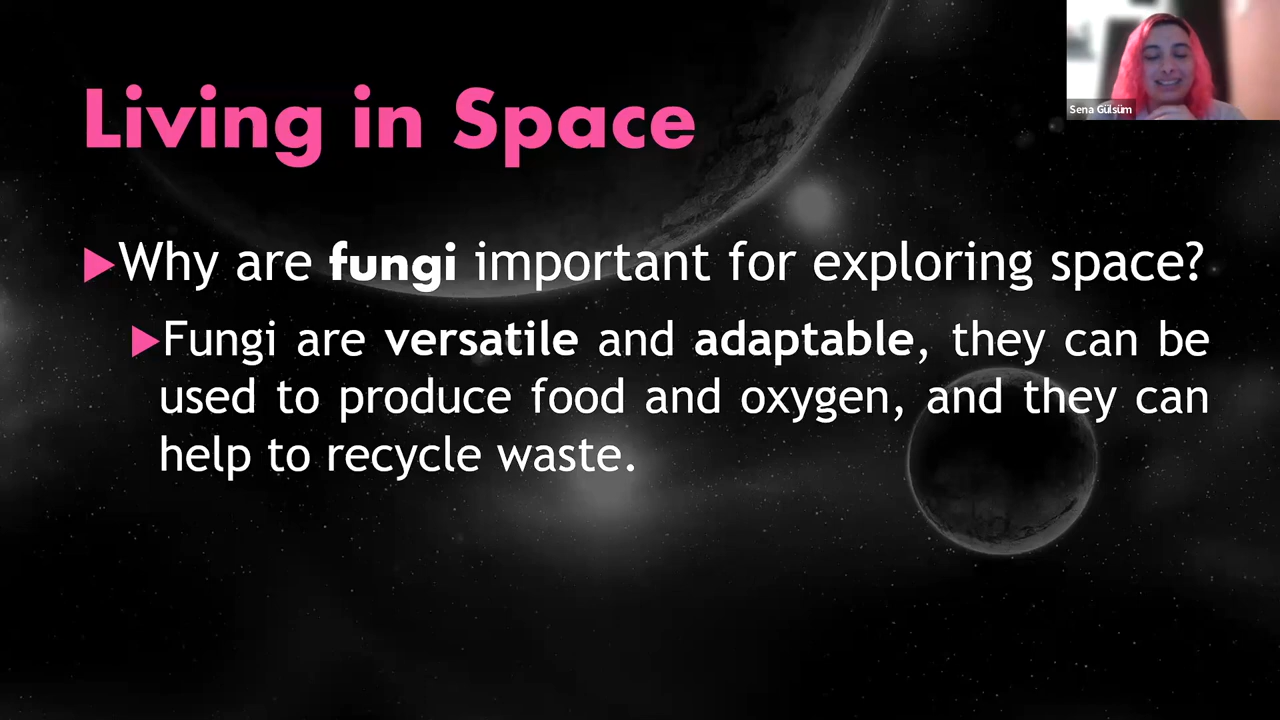 Living in Space
Sena Gülsüm
Why are fungi important for exploring space?
Fungi are versatile and adaptable, they can be
used to produce food and oxygen, and they can
help to recycle waste.